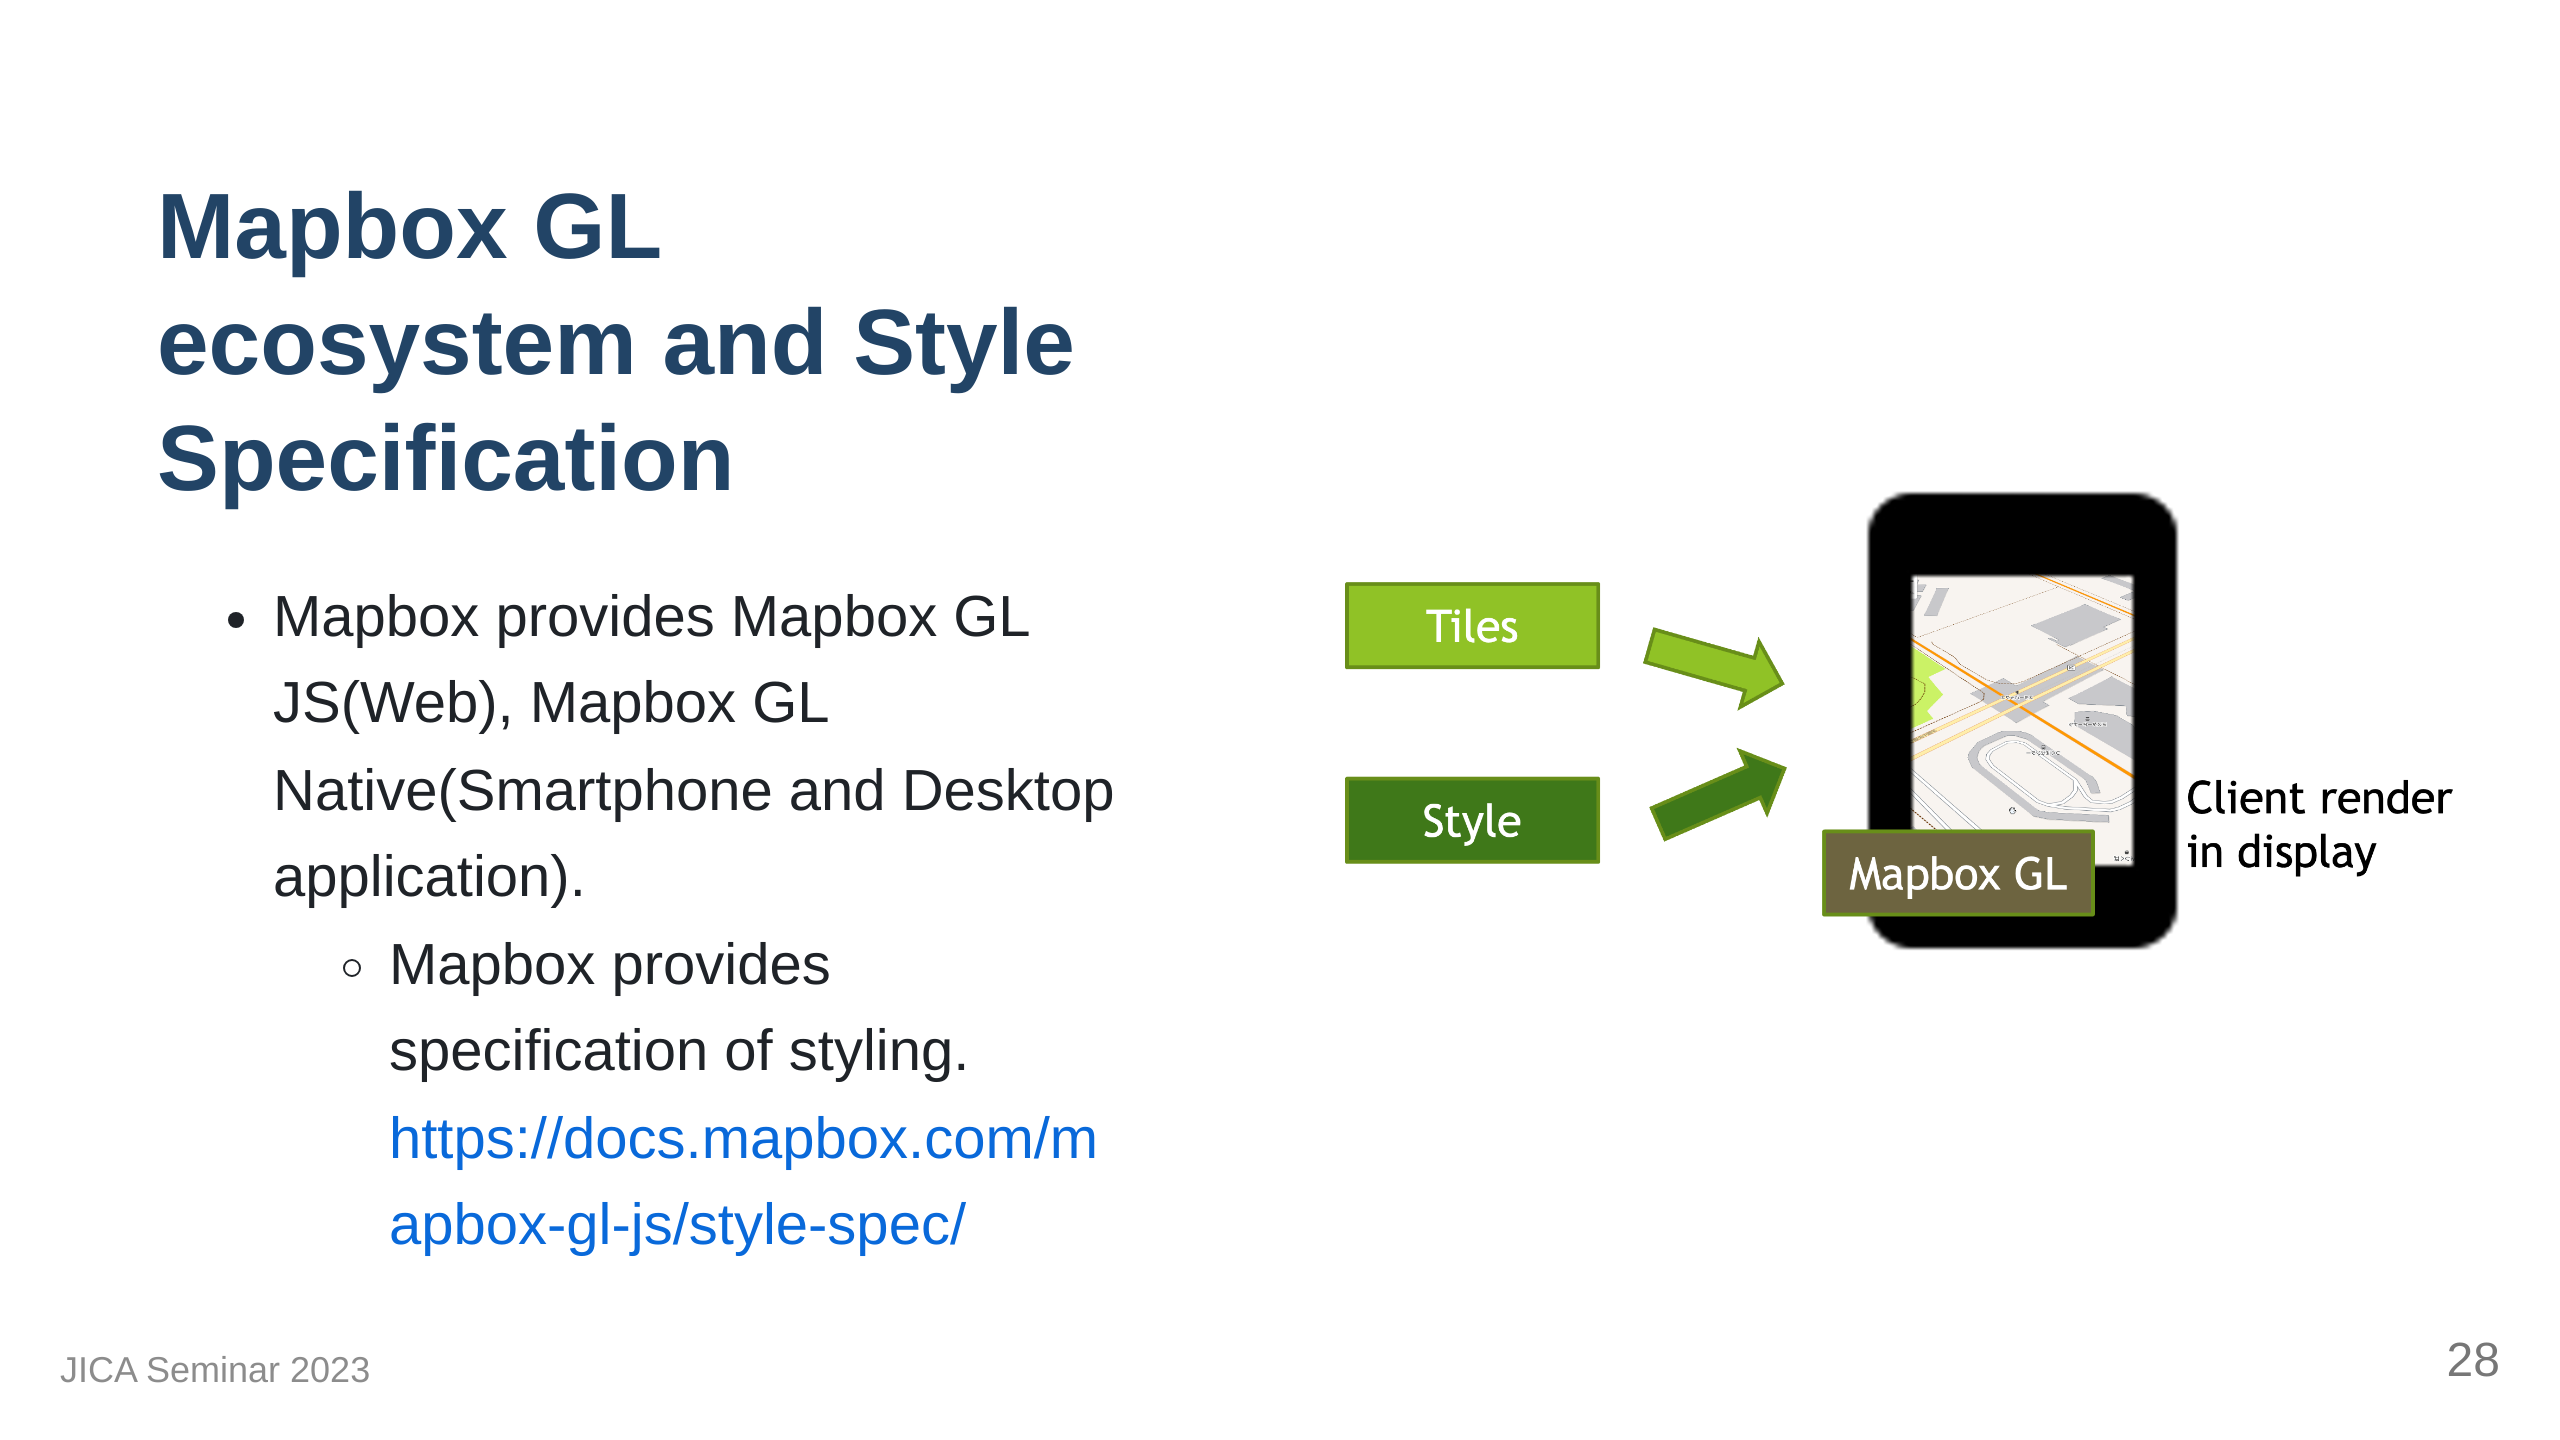 Mapbox GL
ecosystem and Style
Specification
• Mapbox provides Mapbox GL
JS(Web), Mapbox GL
Native(Smartphone and Desktop
application).
◦ Mapbox provides
specification of styling.
https://docs.mapbox.com/m
apbox-gl-js/style-spec/
Tiles
Style
Mapbox GL
Client render
in display
JICA Seminar 2023
28